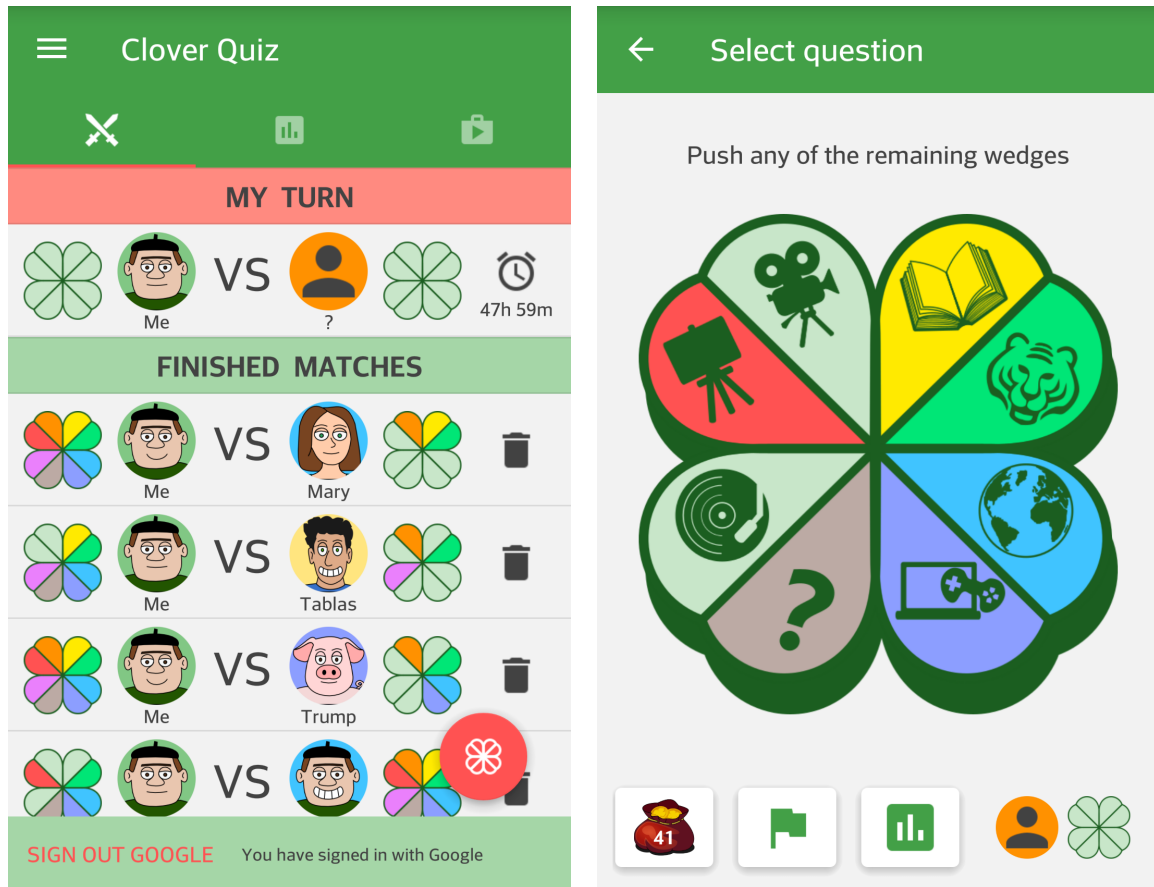 Clover Quiz
MY TURN
VS
47h 59m
Me
?
FINISHED MATCHES
VS
Me
Mary
VS
Me
Tablas
VS
Me
Trump
VS
SIGN OUT GOOGLE
You have signed in with Google
Select question
Push any of the remaining wedges
?
41